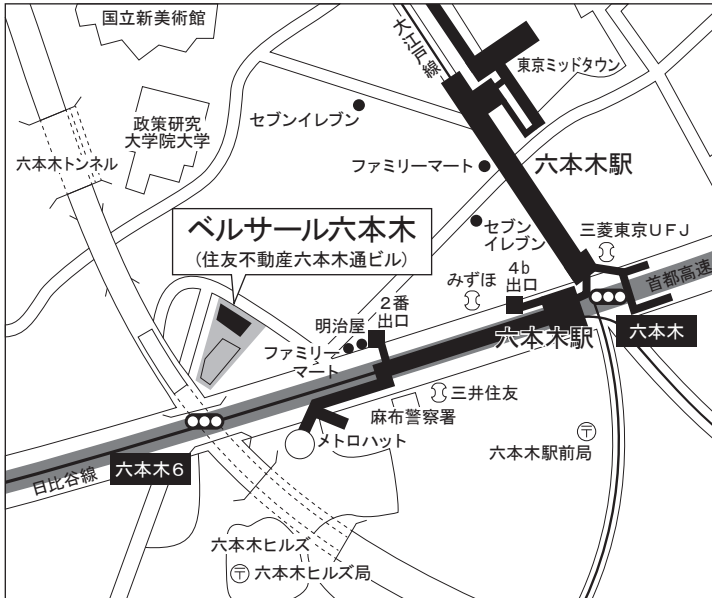 国立新美術館
大江戸線
東京ミッドタウン
政策研究
大学院大学
セブンイレブン
六本木トンネル
ファミリーマート
六本木駅
ベルサール六本木
(住友不動産六本木通ビル)
セブン
イレブン
三菱東京UFJ
みずほ
4b
出口
首都高速
2番
出口
明治屋
ファミリー
マート
六本木駅
六本木
三井住友
麻布警察署
メトロハット
六本木駅前局
日比谷線
六本木6
六本木ヒルズ
六本木ヒルズ局